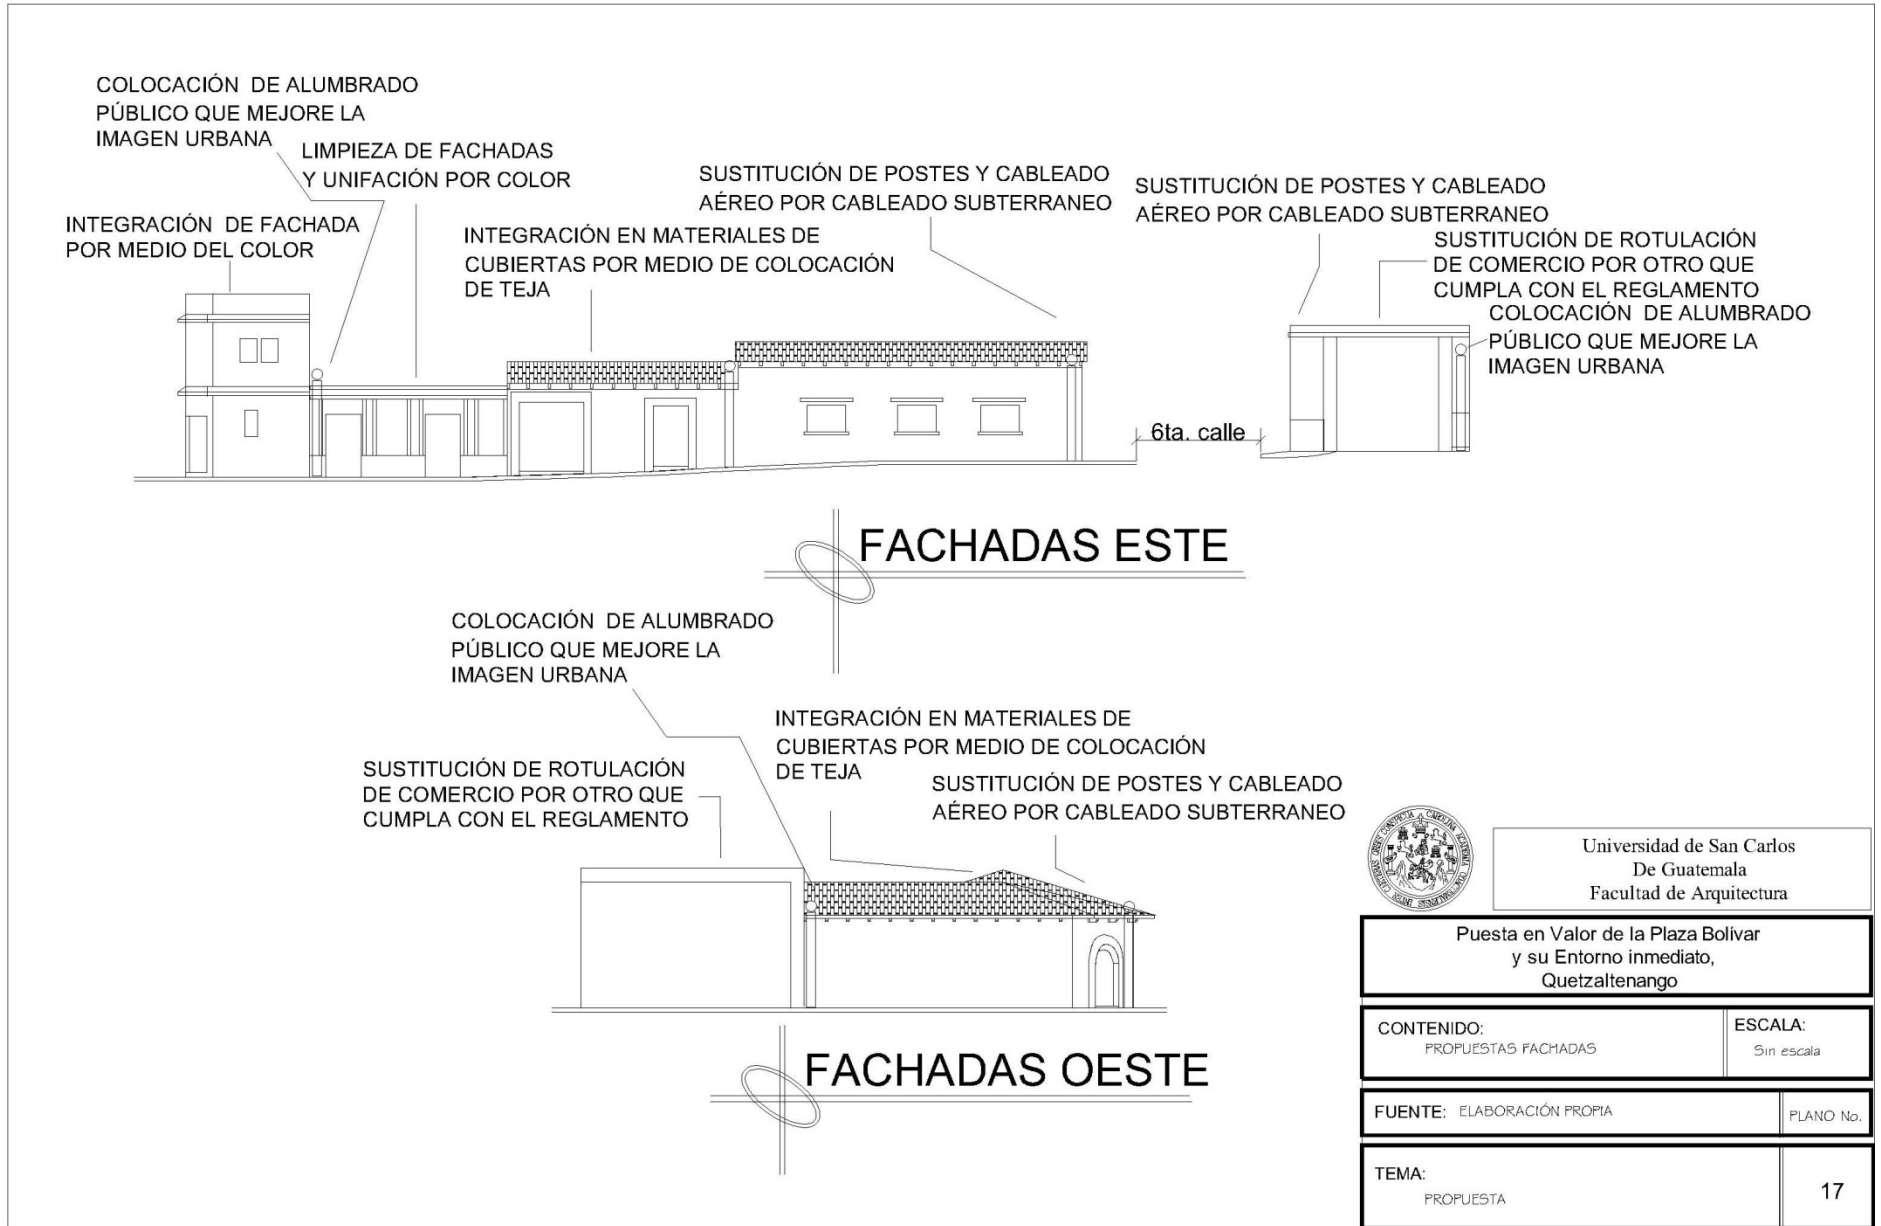 COLOCACIÓN DE ALUMBRADO
PÚBLICO QUE MEJORE LA
IMAGEN URBANA
LIMPIEZA DE FACHADAS
Y UNIFACIÓN POR COLOR
INTEGRACIÓN DE FACHADA
POR MEDIO DEL COLOR
INTEGRACIÓN EN MATERIALES DE
CUBIERTAS POR MEDIO DE COLOCACIÓN
DE TEJA
SUSTITUCIÓN DE POSTES Y CABLEADO
AÉREO POR CABLEADO SUBTERRANEO
SUSTITUCIÓN DE POSTES Y CABLEADO
AÉREO POR CABLEADO SUBTERRANEO
SUSTITUCIÓN DE ROTULACIÓN
DE COMERCIO POR OTRO QUE
CUMPLA CON EL REGLAMENTO
COLOCACIÓN DE ALUMBRADO
PÚBLICO QUE MEJORE LA
IMAGEN URBANA
6ta. calle
FACHADAS ESTE
COLOCACIÓN DE ALUMBRADO
PÚBLICO QUE MEJORE LA
IMAGEN URBANA
SUSTITUCIÓN DE ROTULACIÓN
DE COMERCIO POR OTRO QUE
CUMPLA CON EL REGLAMENTO
INTEGRACIÓN EN MATERIALES DE
CUBIERTAS POR MEDIO DE COLOCACIÓN
DE TEJA
SUSTITUCIÓN DE POSTES Y CABLEADO
AÉREO POR CABLEADO SUBTERRANEO
FACHADAS OESTE
Universidad de San Carlos
De Guatemala
Facultad de Arquitectura
Puesta en Valor de la Plaza Bolívar
y su Entorno inmediato,
Quetzaltenango
CONTENIDO:
PROPUESTAS FACHADAS
ESCALA:
Sin escala
FUENTE: ELABORACIÓN PROPIA
PLANO No.
TEMA:
PROPUESTA
17